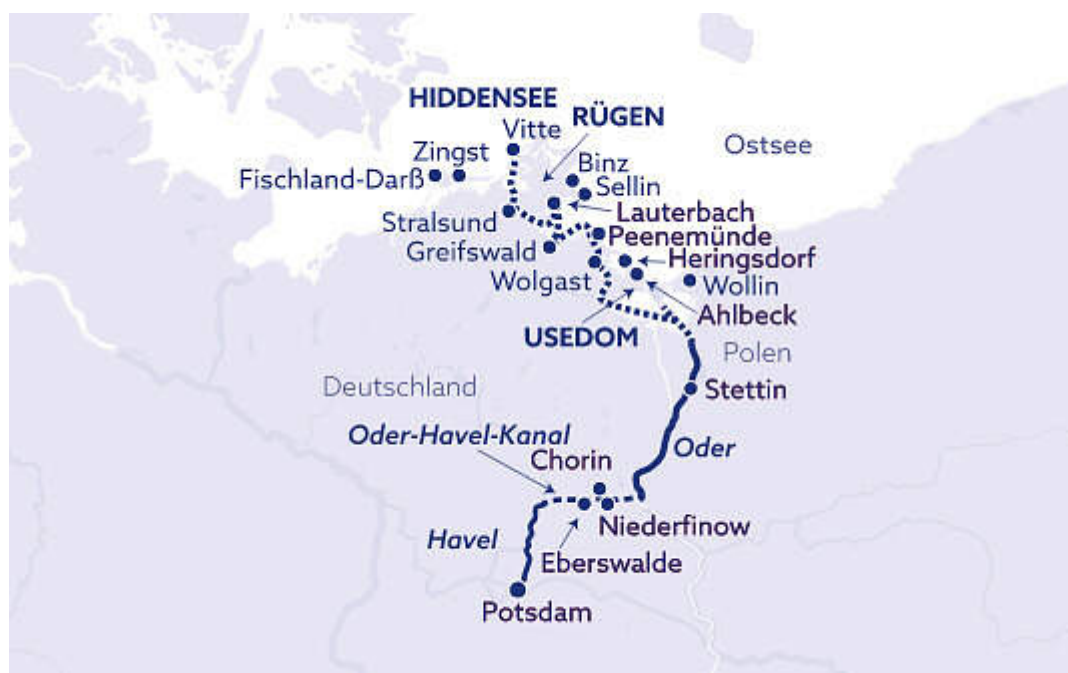 HIDDENSEE
RÜGEN
Vitte
Ostsee
Zingst
Binz
Fischland-Darß
Sellin
Lauterbach
Stralsund
Peenemünde
Greifswald
Heringsdorf
Wolgast
Wollin
Ahlbeck
USEDOM
Polen
Deutschland
Stettin
Oder-Havel-Kanal
Oder
Chorin
Niederfinow
Havel
Eberswalde
Potsdam